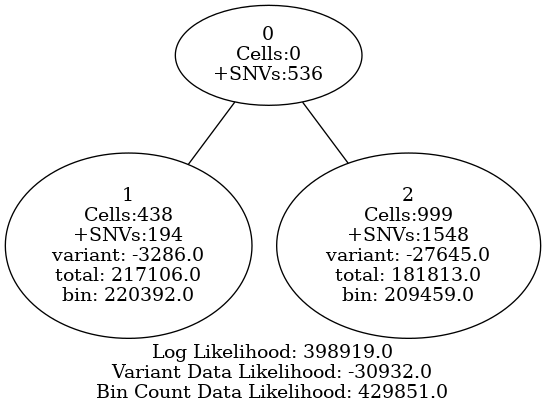 0
Cells:0
+SNVs:536
1
Cells:438
+SNVs:194
variant: -3286.0
total: 217106.0
bin: 220392.0
2
Cells:999
+SNVs:1548
variant: -27645.0
total: 181813.0
bin: 209459.0
Log Likelihood: 398919.0
Variant Data Likelihood: -30932.0
Bin Count Data Likelihood: 429851.0